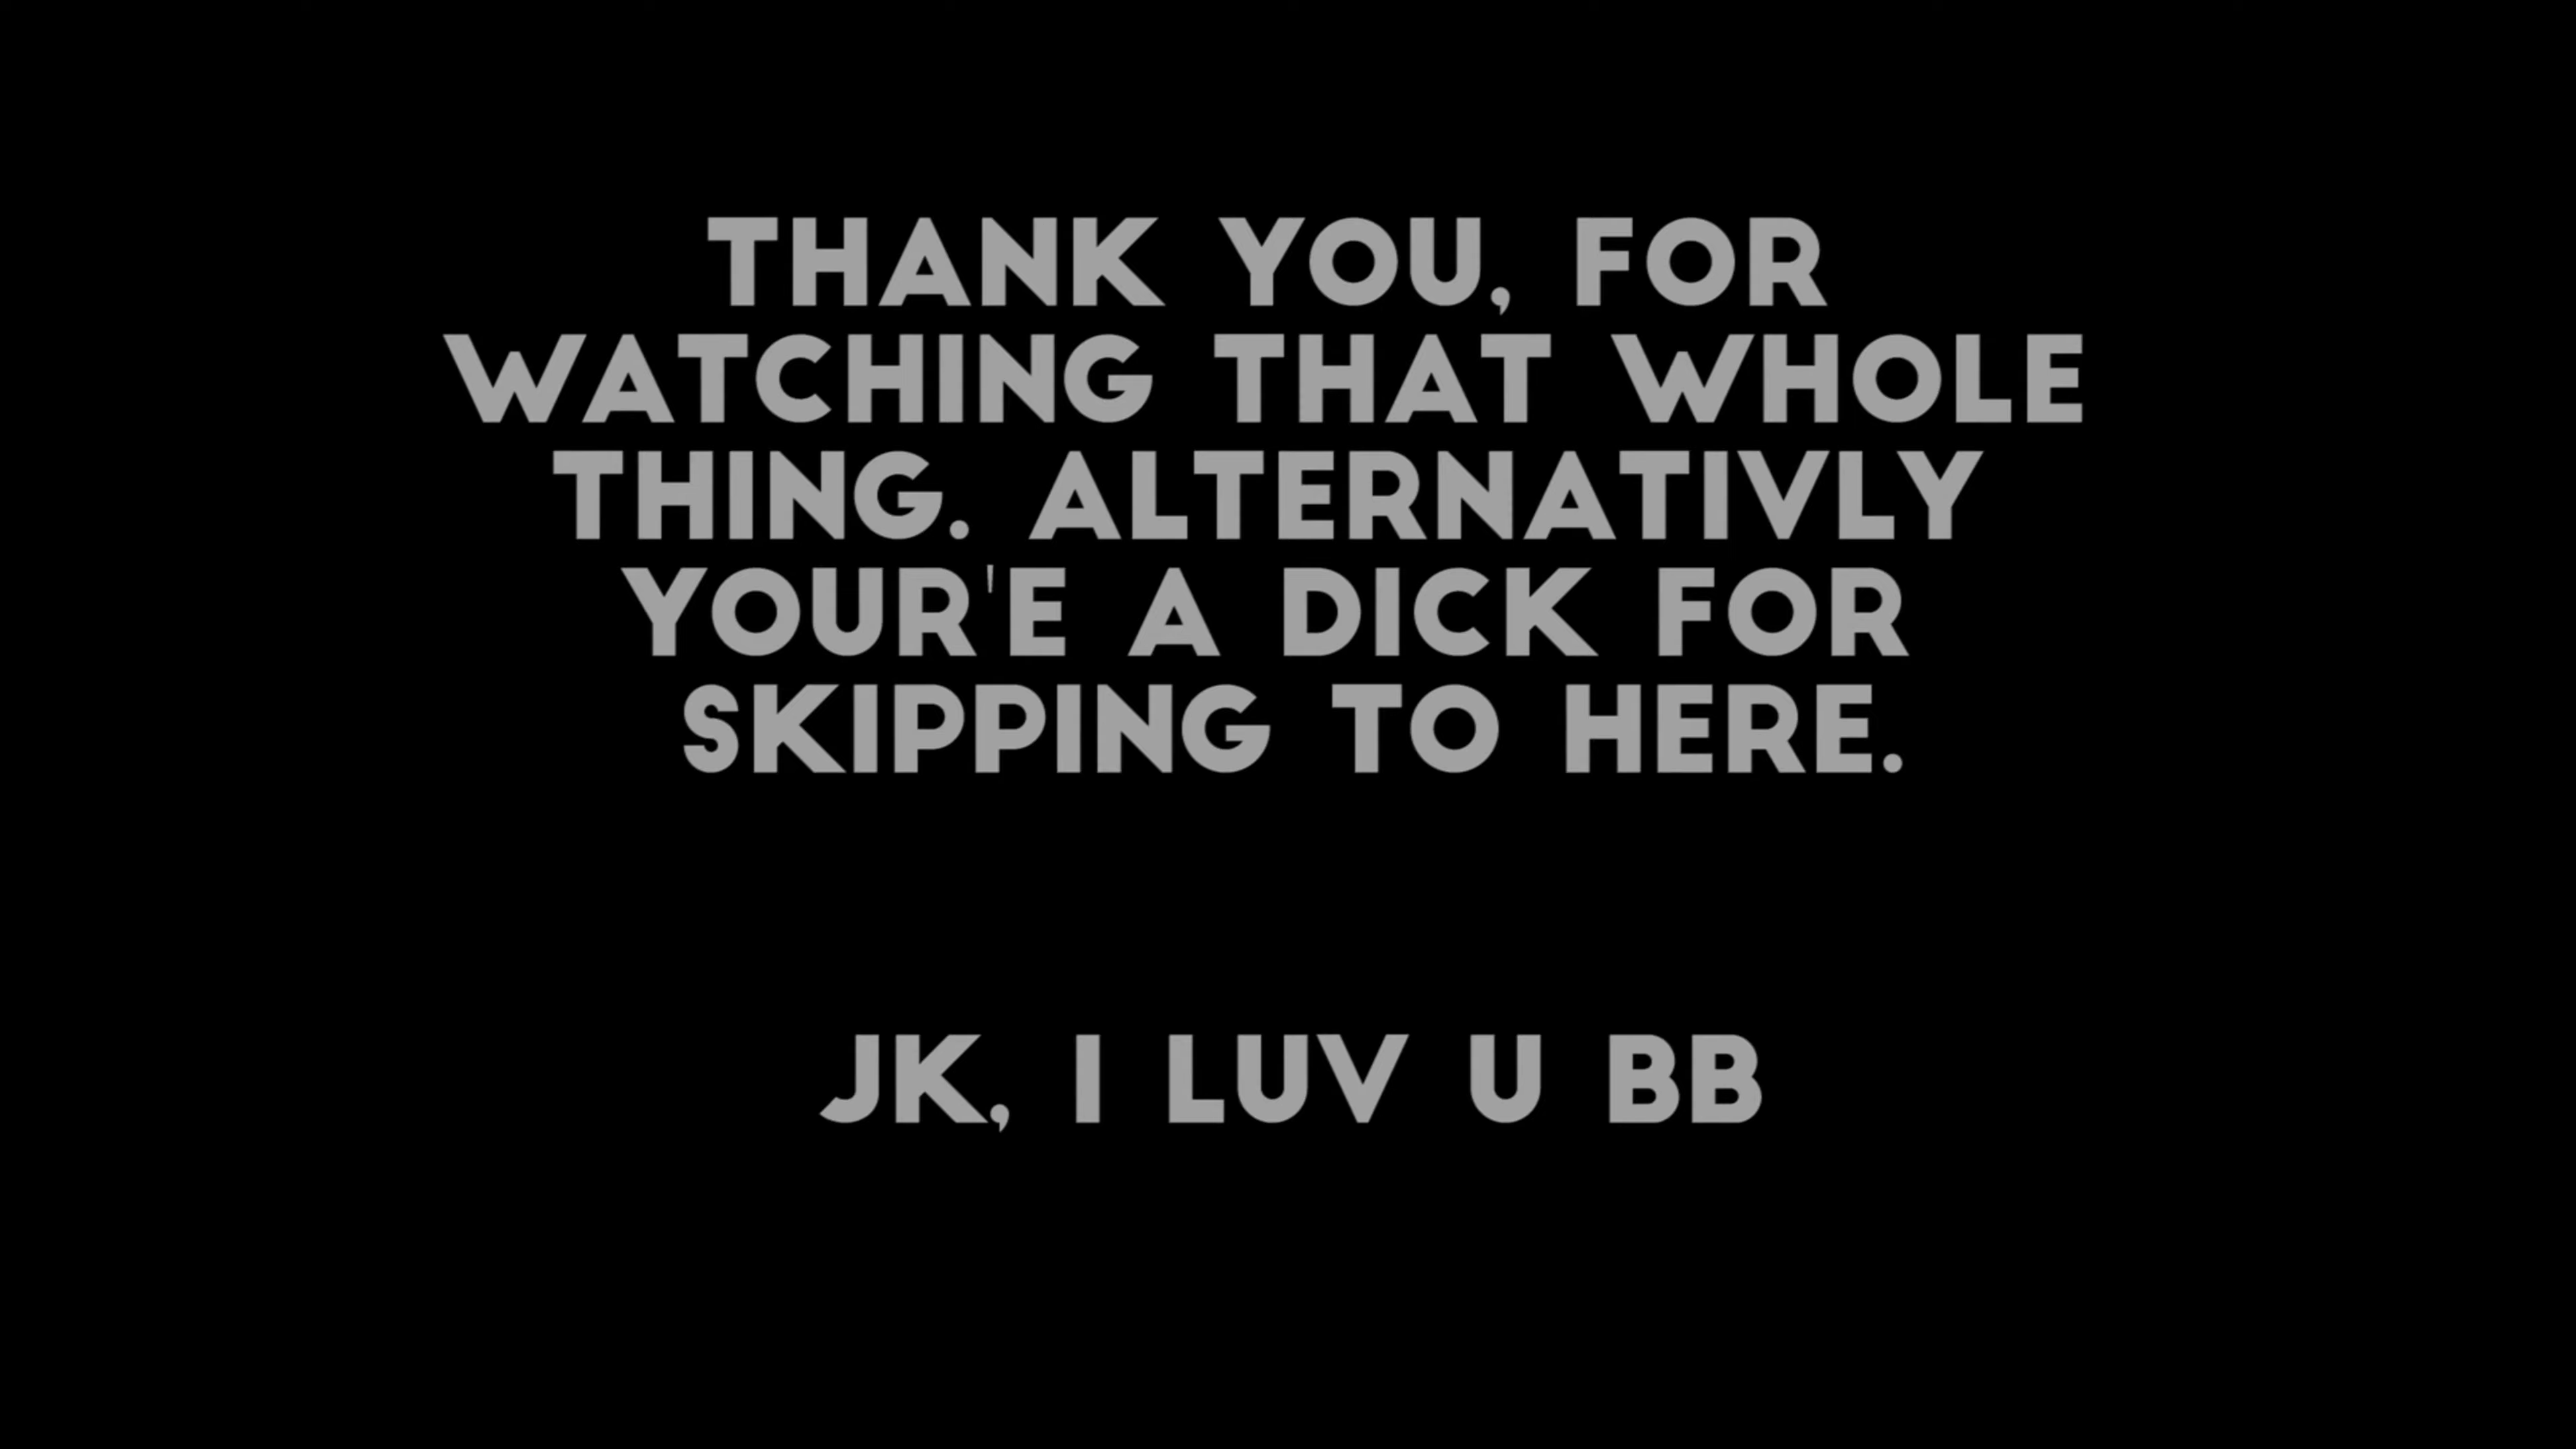 THANK YOU, FOR
WATCHING THAT WHOLE
THING. ALTERNATIVLY
YOUR'E A DICK FOR
SKIPPING TO HERE.
JK, I LUV U BB